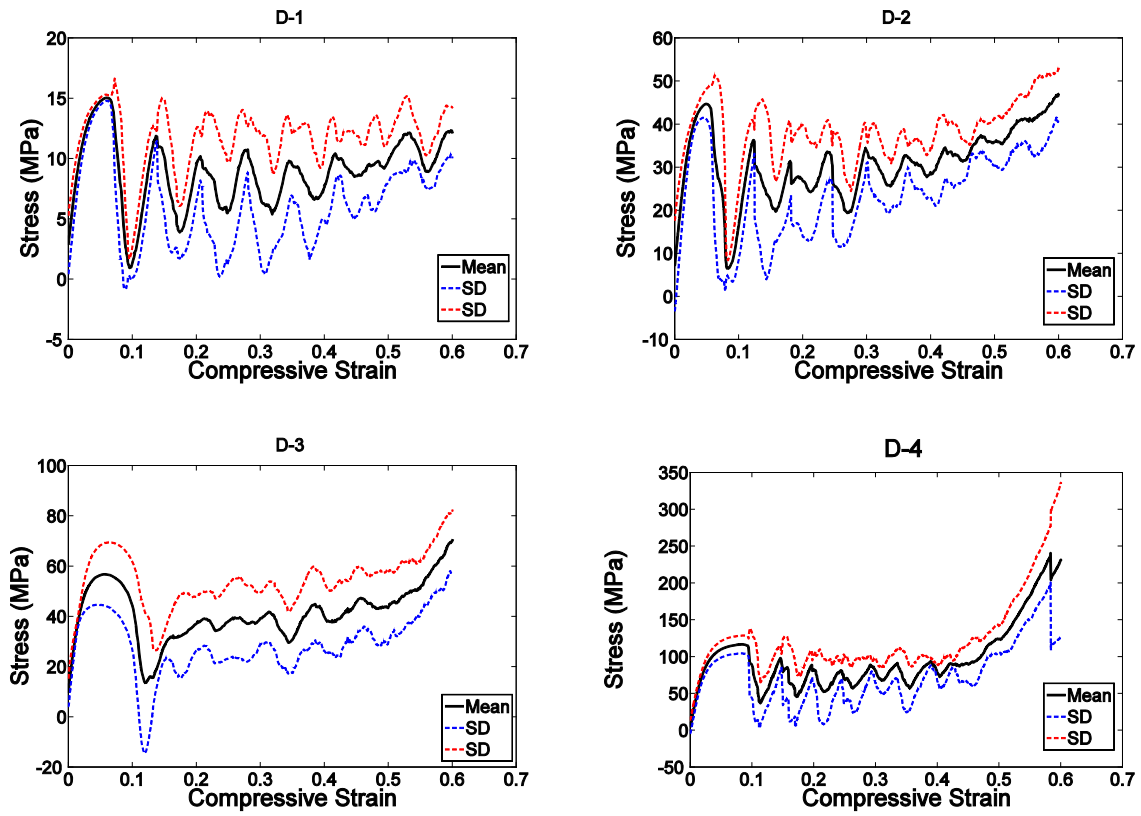 D-1
20
15
10
5
0
-5
Stress (MPa)
Mean
SD
SD
0 0.1 0.2 0.3 0.4 0.5 0.6 0.7
Compressive Strain
D-2
60
50
40
30
20
10
0
-10
Stress (MPa)
Mean
SD
SD
0 0.1 0.2 0.3 0.4 0.5 0.6 0.7
Compressive Strain
D-3
100
80
60
40
20
0
-20
Stress (MPa)
Mean
SD
SD
0 0.1 0.2 0.3 0.4 0.5 0.6 0.7
Compressive Strain
D-4
350
300
250
200
150
100
50
0
-50
Stress (MPa)
Mean
SD
SD
0 0.1 0.2 0.3 0.4 0.5 0.6 0.7
Compressive Strain